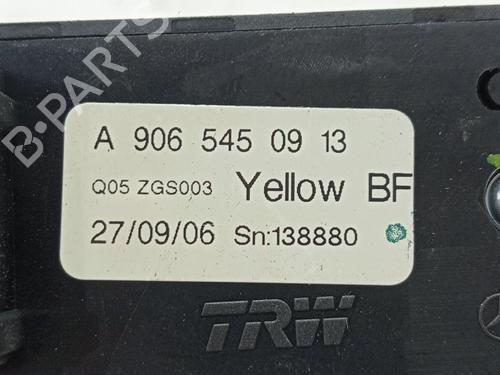 A 906 545 09 13
Q05 ZGS003 Yellow BF
27/09/06 Sn:138880
TRW
B-PARTS